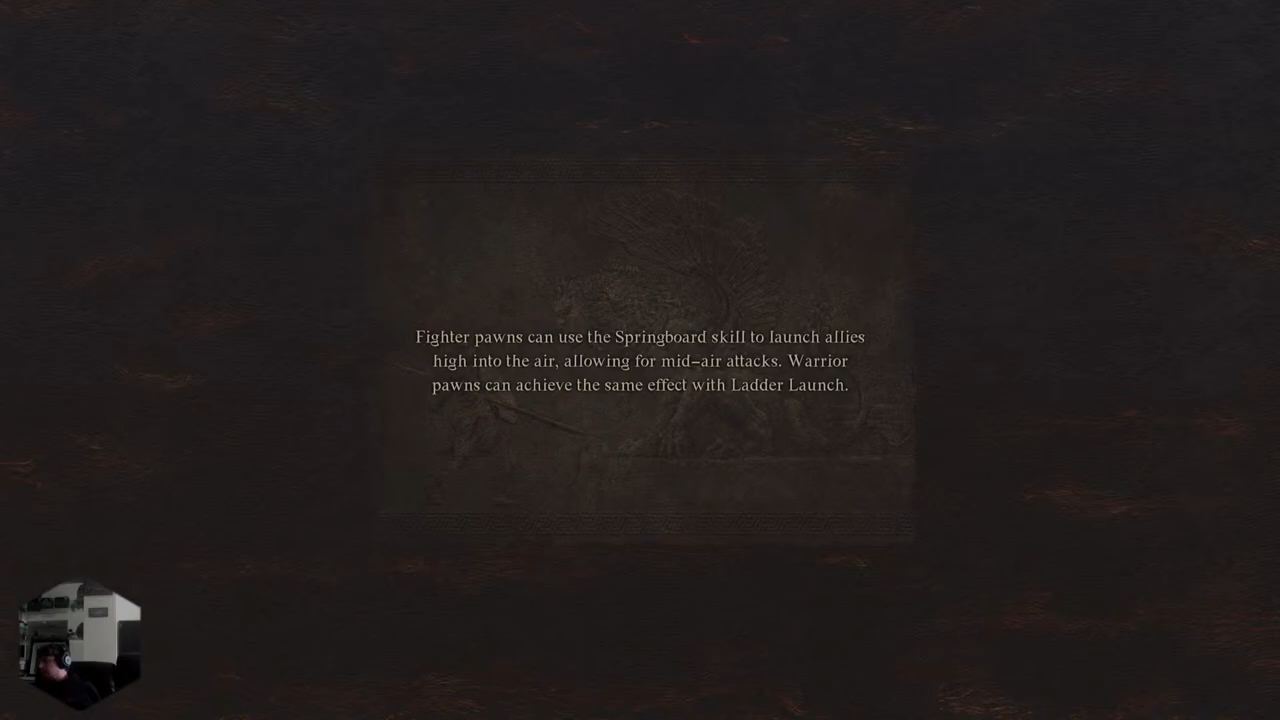 Fighter pawns can use the Springboard skill to launch allies
high into the air, allowing for mid-air attacks. Warrior
pawns can achieve the same effect with Ladder Launch.